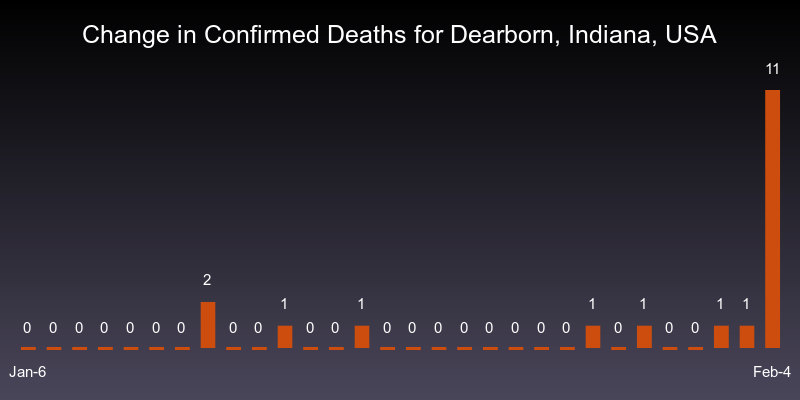 Change in Confirmed Deaths for Dearborn, Indiana, USA
11
2
1 1 1 1 1 1
0 0 0 0 0 0 0 0 0 0 0 0 0 0 0 0 0 0 0 0 0 0
Jan-6 Feb-4